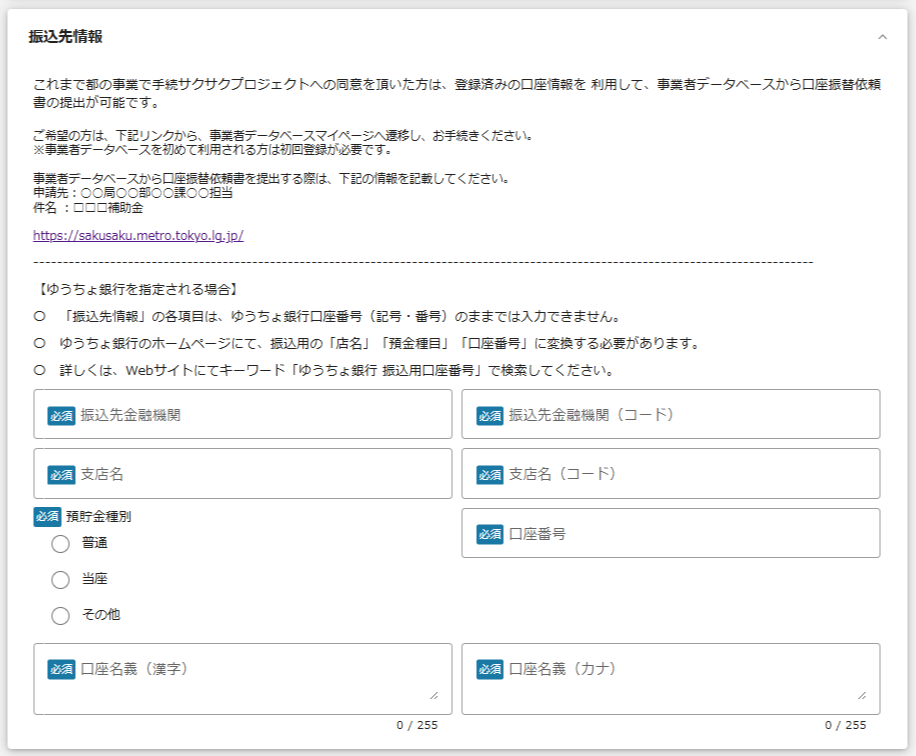 振込先情報
これまで都の事業で手続サクサクプロジェクトへの同意を頂いた方は、登録済みの口座情報を 利用して、事業者データベースから口座振替依頼
書の提出が可能です。
ご希望の方は、下記リンクから、事業者データベースマイページへ遷移し、お手続きください。
※事業者データベースを初めて利用される方は初回登録が必要です。
事業者データベースから口座振替依頼書を提出する際は、下記の情報を記載してください。
申請先：○○局○○部○○課○○担当
件名 ：□□□補助金
https://sakusaku.metro.tokyo.lg.jp/
【ゆうちょ銀行を指定される場合】
○ 「振込先情報」の各項目は、ゆうちょ銀行口座番号（記号・番号）のままでは入力できません。
○ ゆうちょ銀行のホームページにて、振込用の「店名」「預金種目」「口座番号」に変換する必要があります。
○ 詳しくは、Webサイトにてキーワード「ゆうちょ銀行 振込用口座番号」で検索してください。
必須 振込先金融機関
必須 振込先金融機関（コード）
必須 支店名
必須 支店名（コード）
必須 預貯金種別
普通
当座
その他
必須 口座番号
必須 口座名義（漢字）
0 / 255
必須 口座名義（カナ）
0 / 255